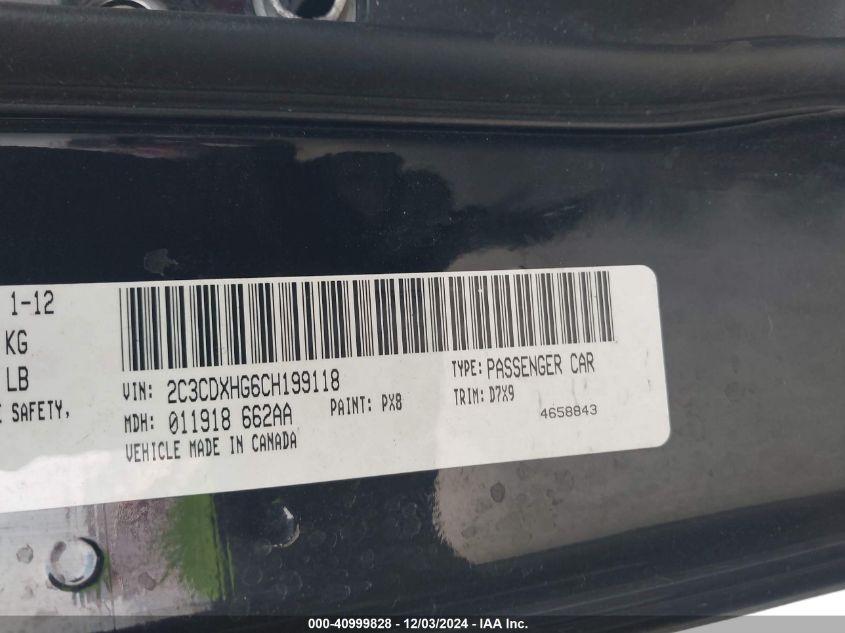 1-12
KG
LB
SAFETY,
VIN: 2C3CDXHG6CH199118
TYPE: PASSENGER CAR
MDH: 011918 662AA
PAINT: PX8
TRIM: D7X9
VEHICLE MADE IN CANADA
4658843
000-40999828 - 12/03/2024 - IAA Inc.